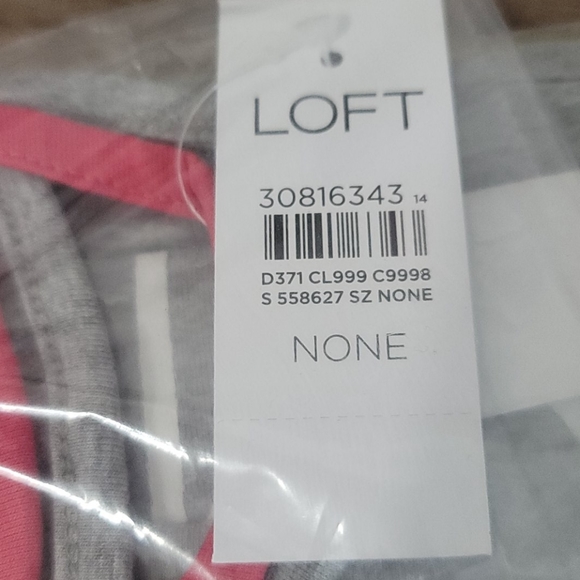 LOFT
30816343 14
D371 CL999 C9998
S 558627 SZ NONE
NONE